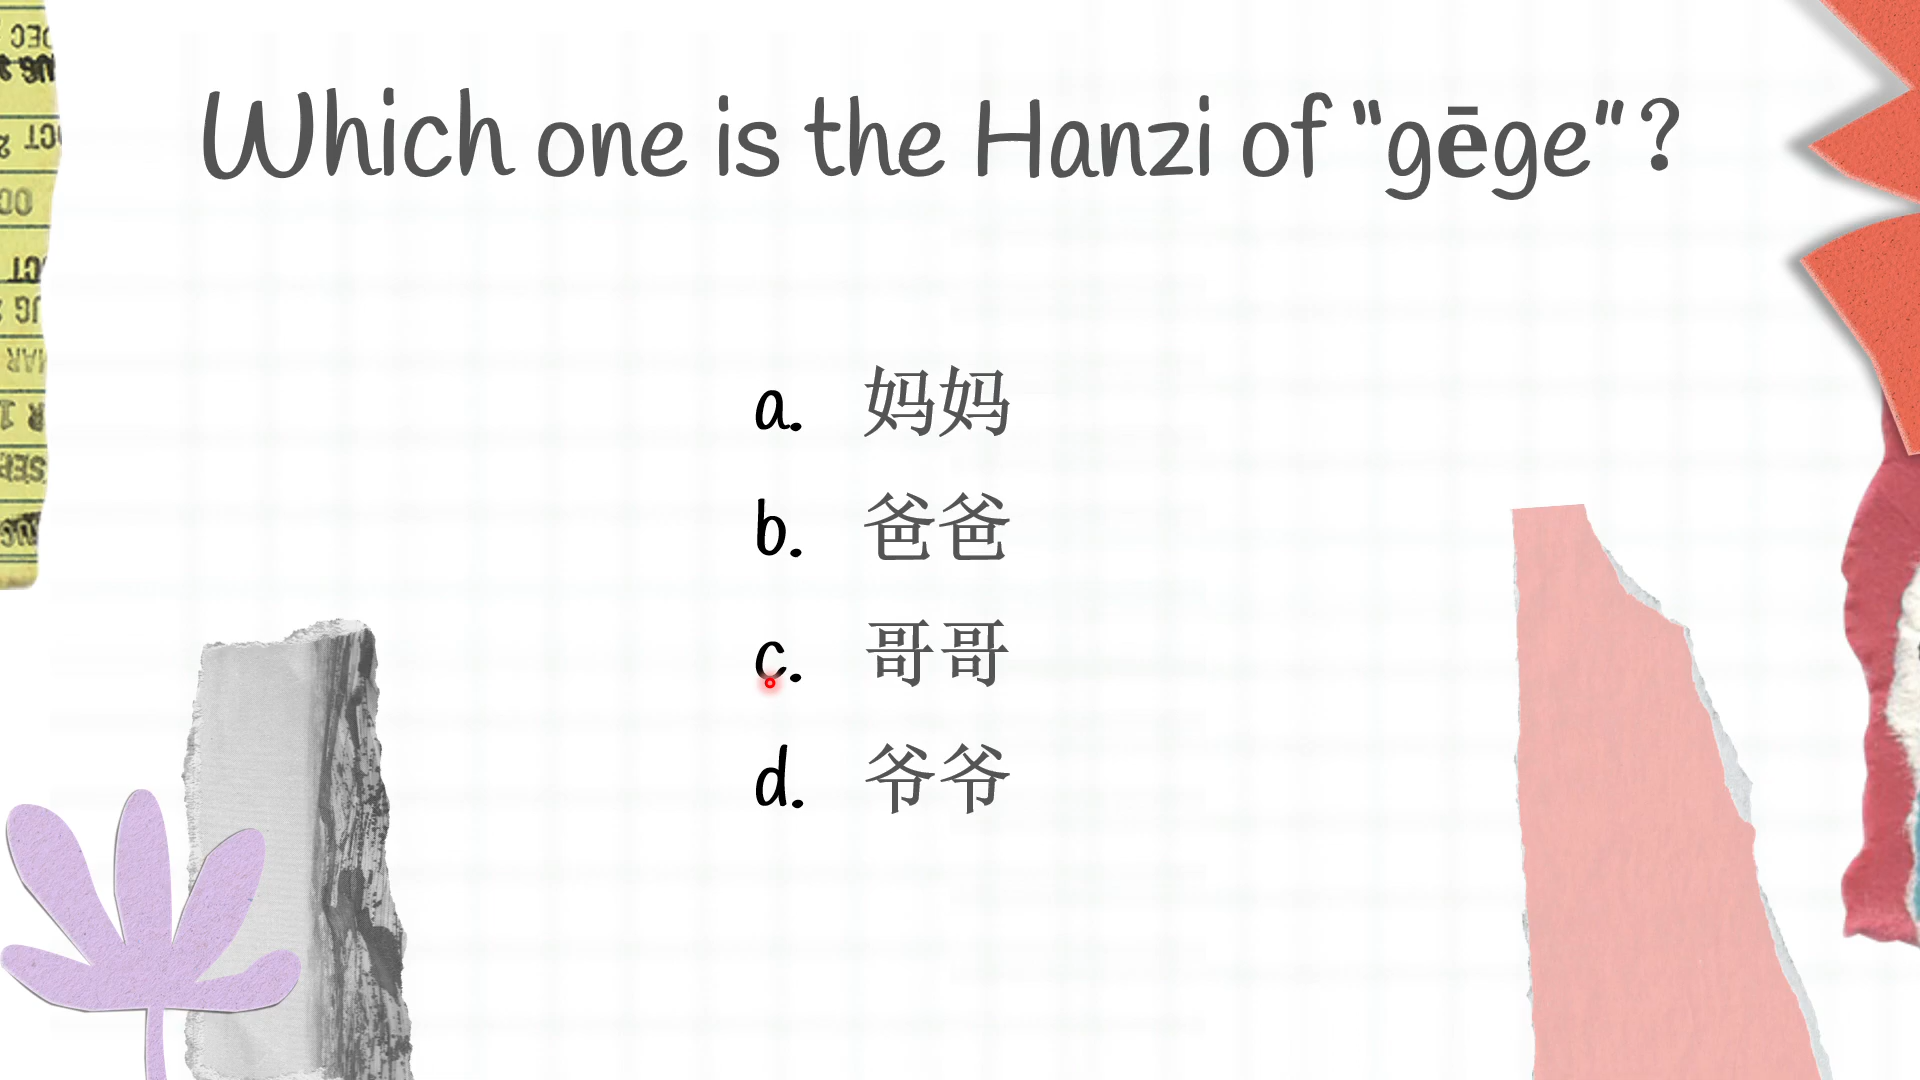 Which one is the Hanzi of "gēge"?
a. 妈妈
b. 爸爸
c. 哥哥
d. 爷爷